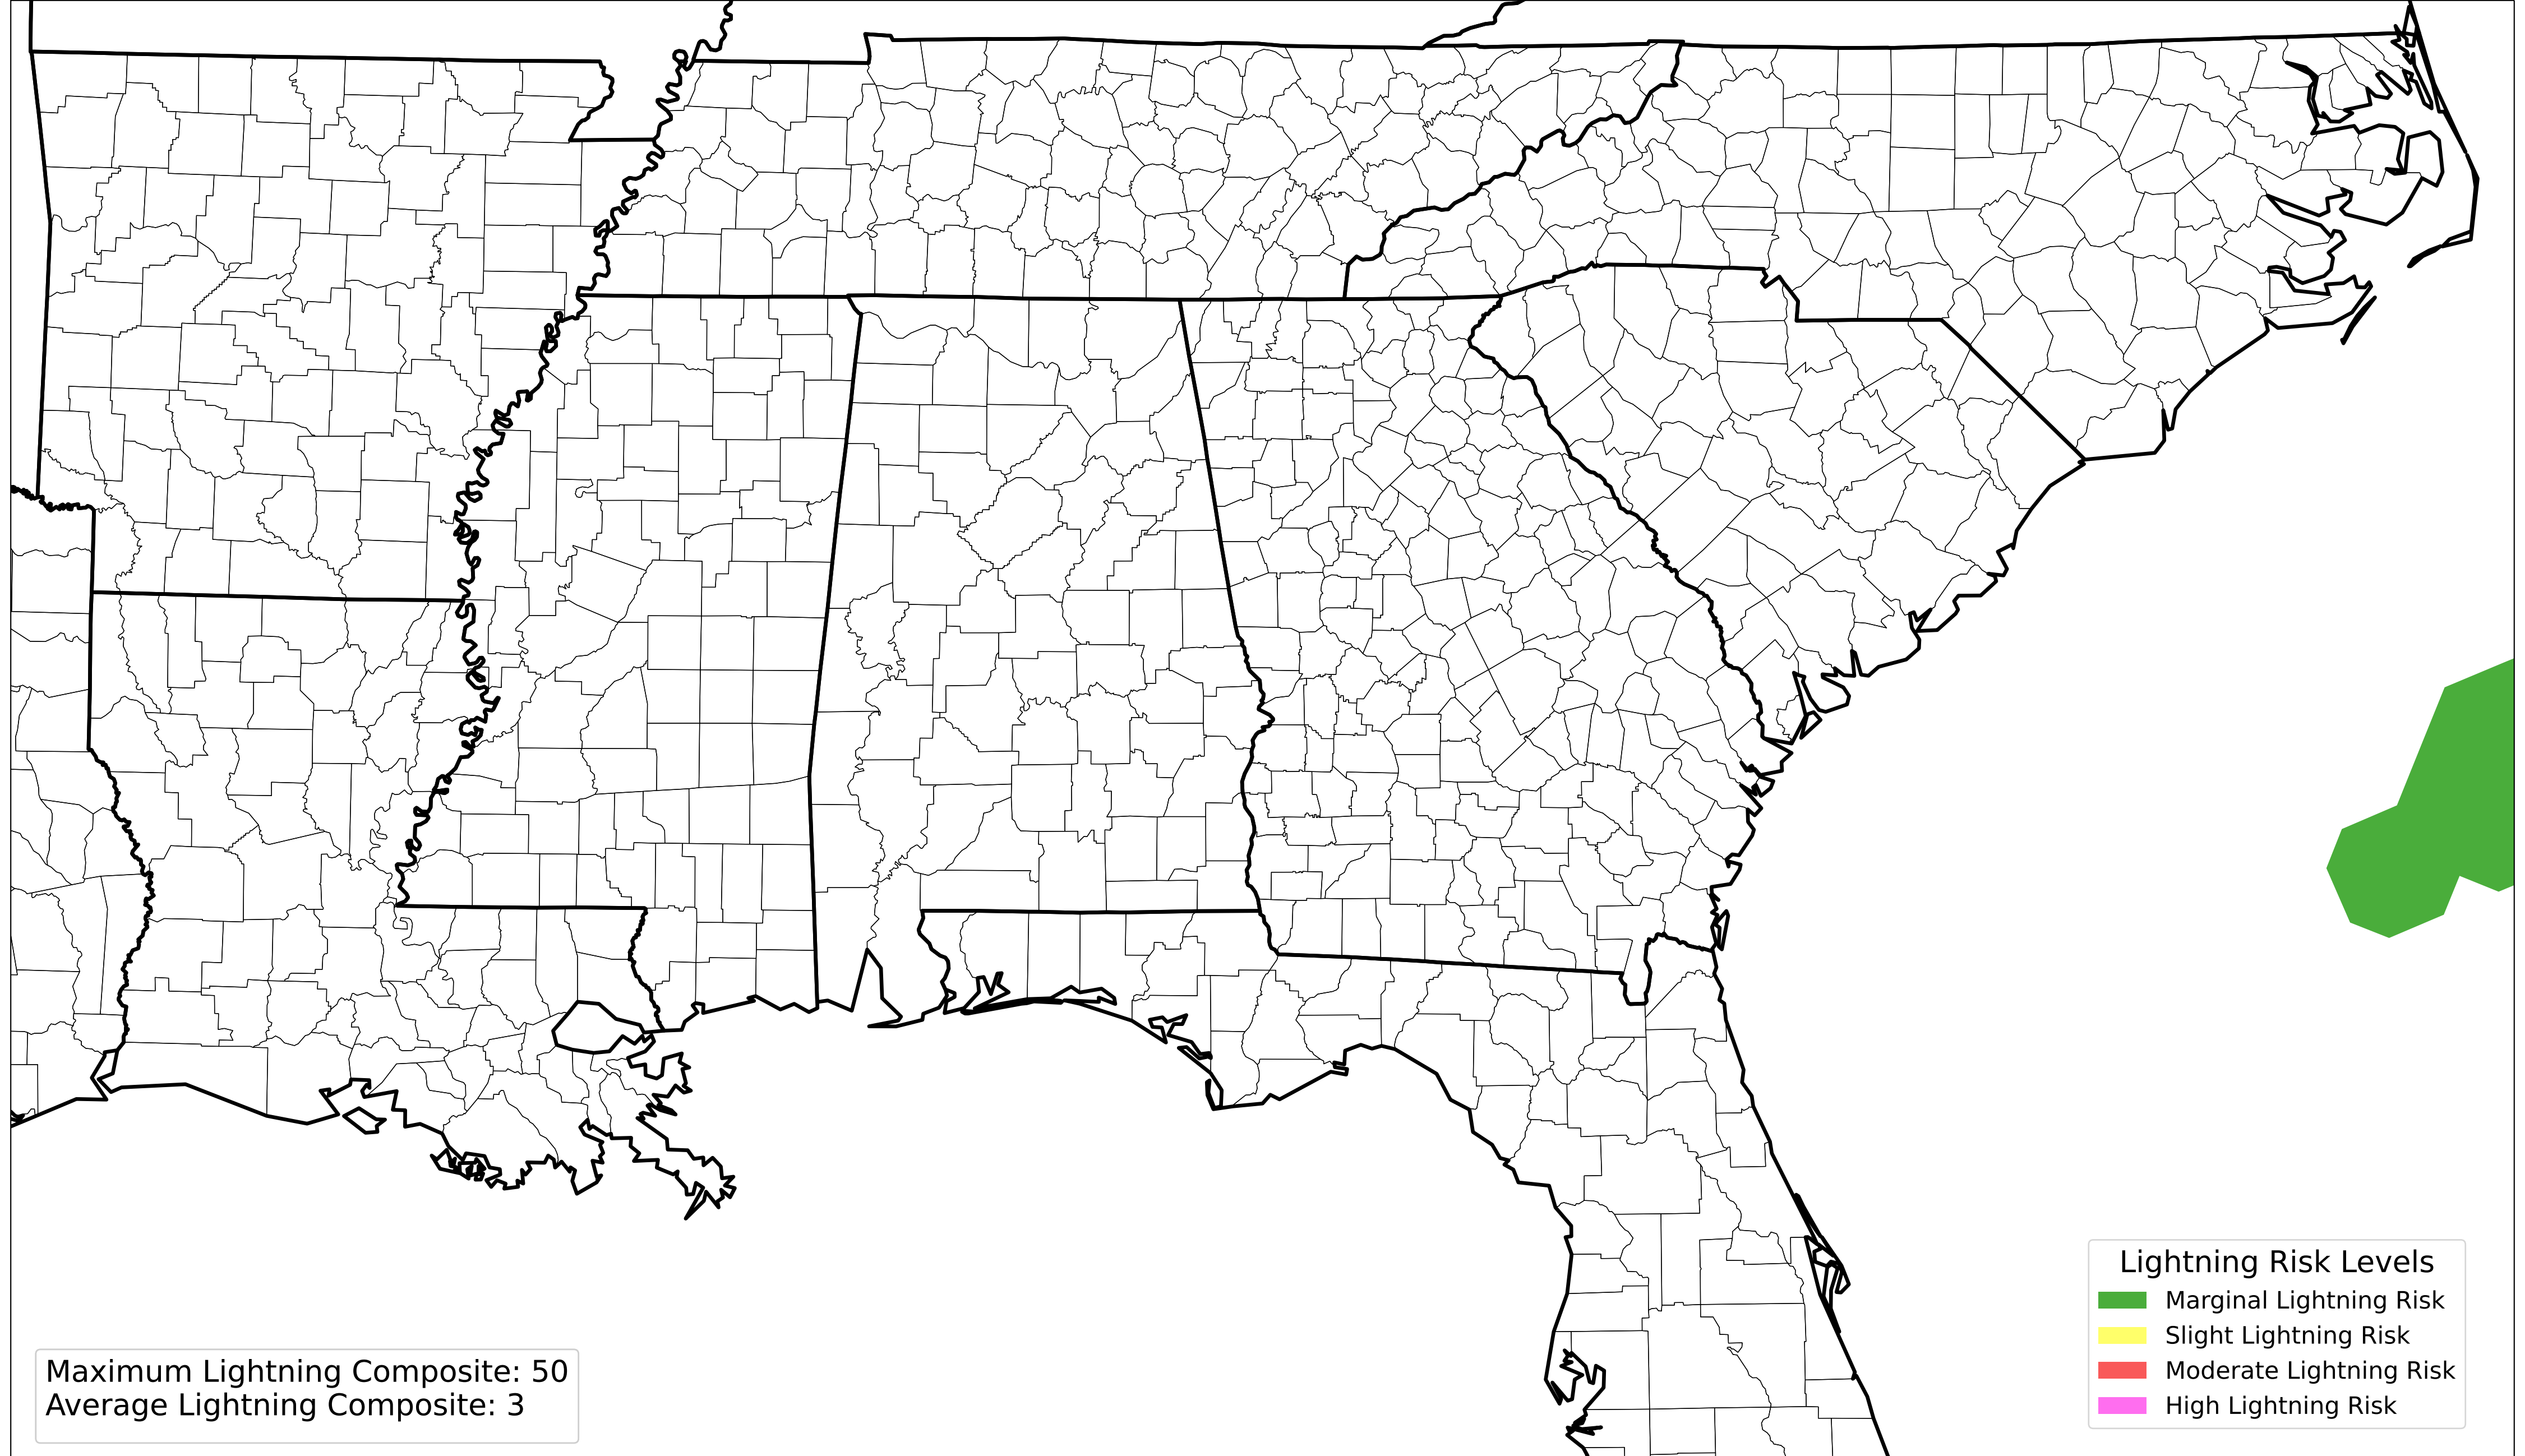 Maximum Lightning Composite: 50
Average Lightning Composite: 3
Lightning Risk Levels
Marginal Lightning Risk
Slight Lightning Risk
Moderate Lightning Risk
High Lightning Risk